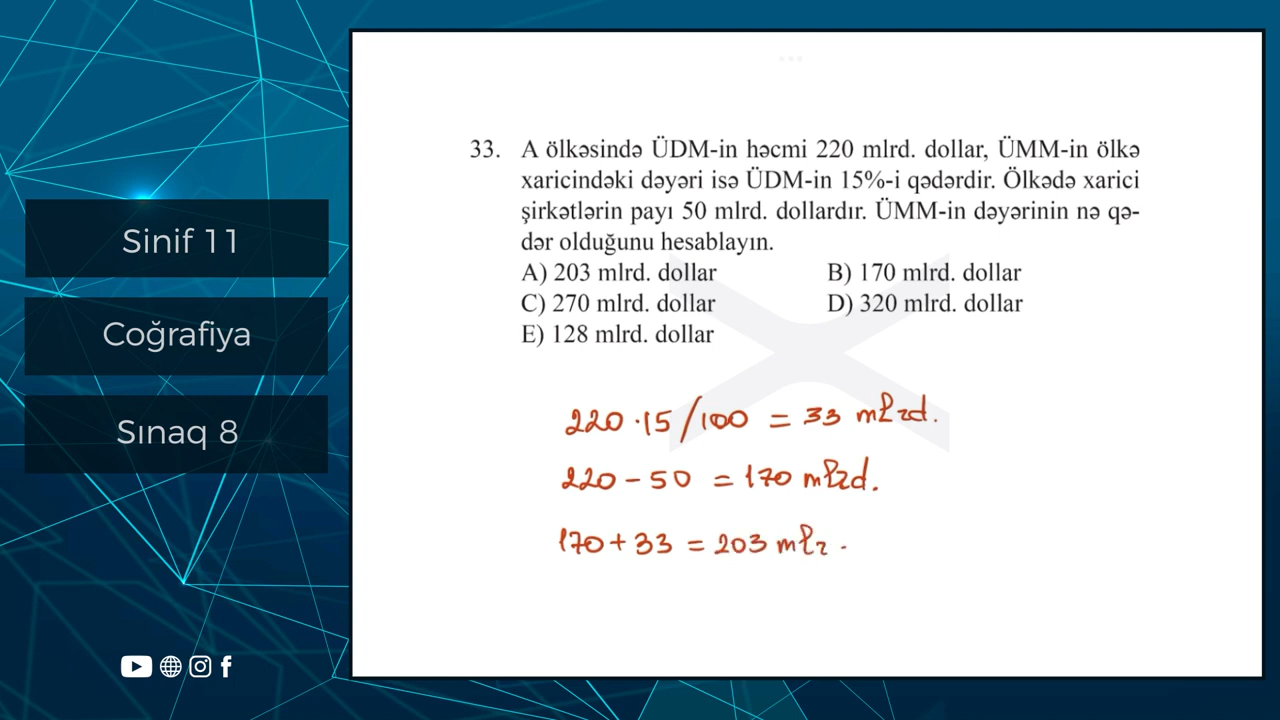 Sinif 11
Coğrafiya
Sınaq 8
33. A ölkəsində ÜDM-in həcmi 220 mlrd. dollar, ÜMM-in ölkə
xaricindəki dəyəri isə ÜDM-in 15%-i qədərdir. Ölkədə xarici
şirkətlərin payı 50 mlrd. dollardır. ÜMM-in dəyərinin nə qə-
dər olduğunu hesablayın.
A) 203 mlrd. dollar B) 170 mlrd. dollar
C) 270 mlrd. dollar D) 320 mlrd. dollar
E) 128 mlrd. dollar
220 · 15 / 100 = 33 mlrd.
220 - 50 = 170 mlrd.
170 + 33 = 203 mlr.